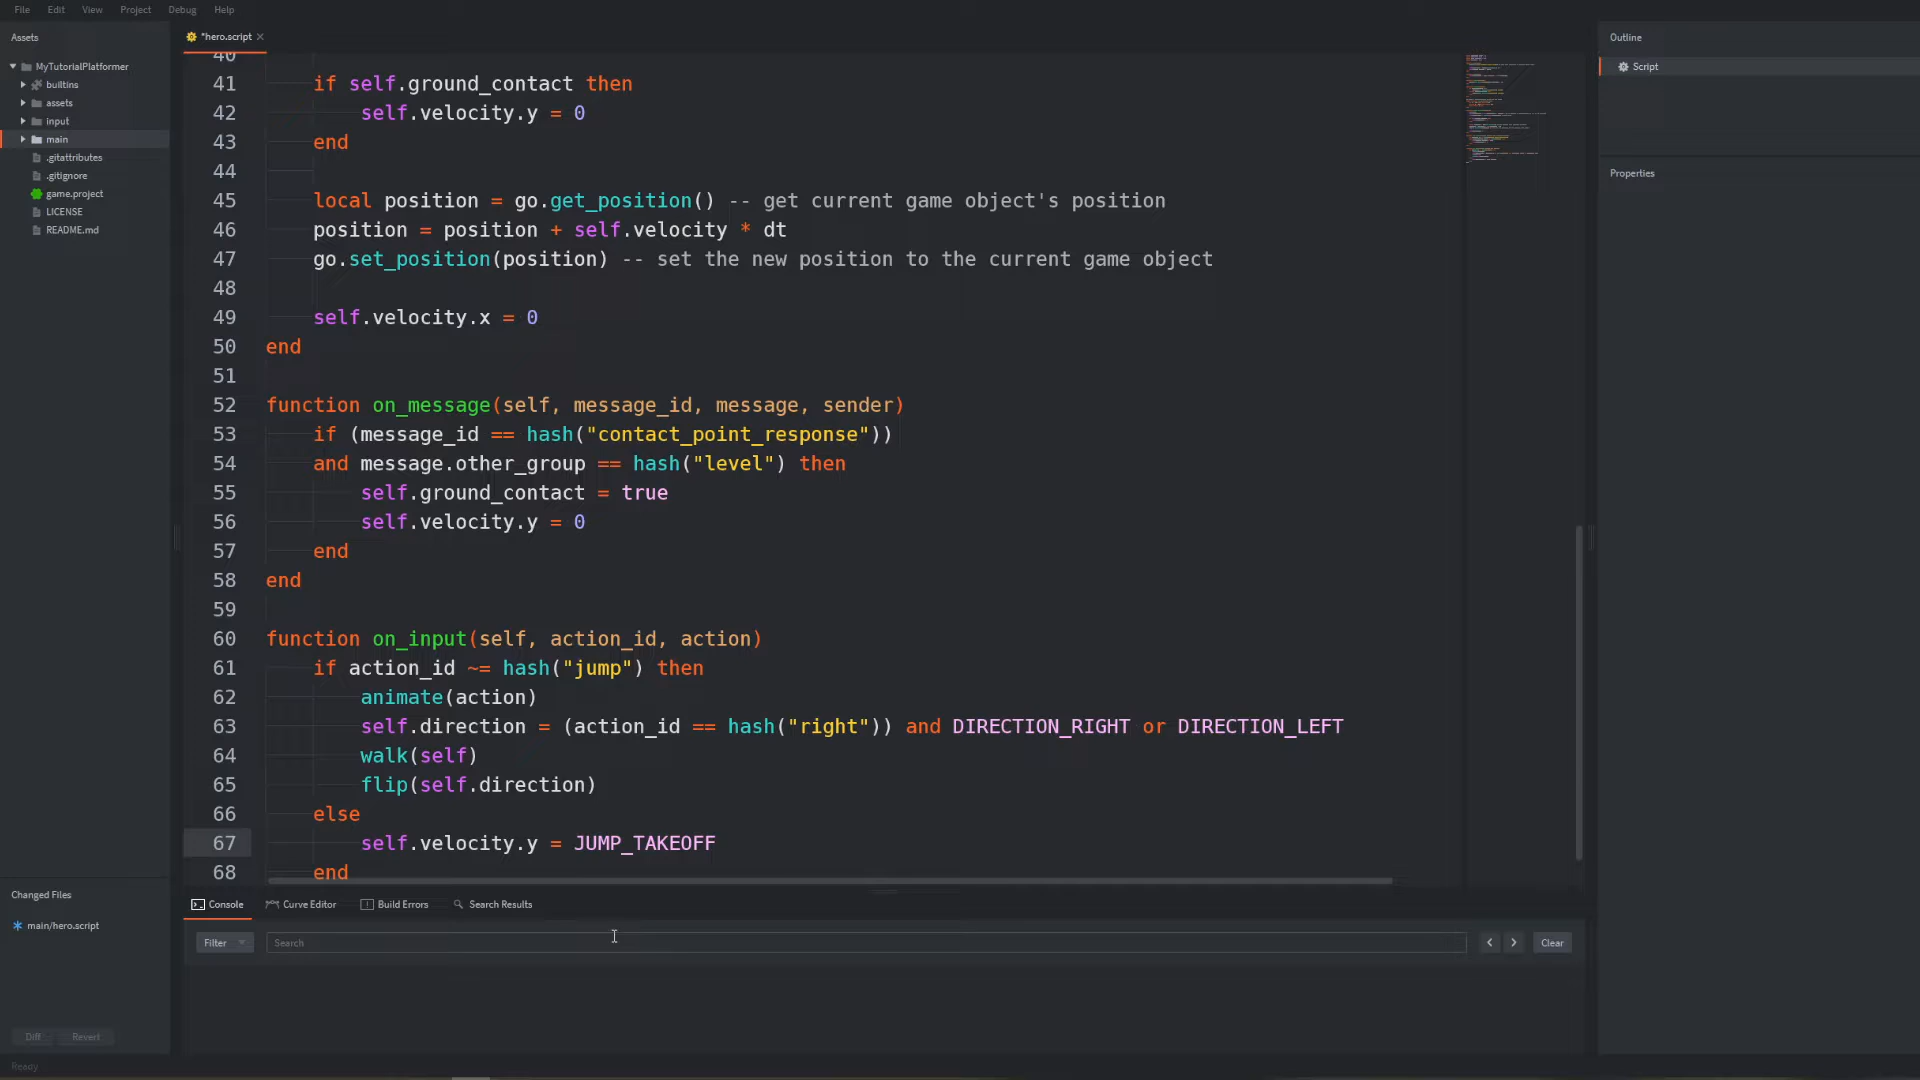 File Edit View Project Debug Help
Assets
MyTutorialPlatformer
builtins
assets
input
main
.gitattributes
.gitignore
game.project
LICENSE
README.md
*hero.script
40
41 if self.ground_contact then
42 self.velocity.y = 0
43 end
44
45 local position = go.get_position() -- get current game object's position
46 position = position + self.velocity * dt
47 go.set_position(position) -- set the new position to the current game object
48
49 self.velocity.x = 0
50 end
51
52 function on_message(self, message_id, message, sender)
53 if (message_id == hash("contact_point_response"))
54 and message.other_group == hash("level") then
55 self.ground_contact = true
56 self.velocity.y = 0
57 end
58 end
59
60 function on_input(self, action_id, action)
61 if action_id ~= hash("jump") then
62 animate(action)
63 self.direction = (action_id == hash("right")) and DIRECTION_RIGHT or DIRECTION_LEFT
64 walk(self)
65 flip(self.direction)
66 else
67 self.velocity.y = JUMP_TAKEOFF
68 end
Outline
Script
Properties
Changed Files
main/hero.script
Diff Revert
Ready
Console Curve Editor Build Errors Search Results
Filter Search Clear